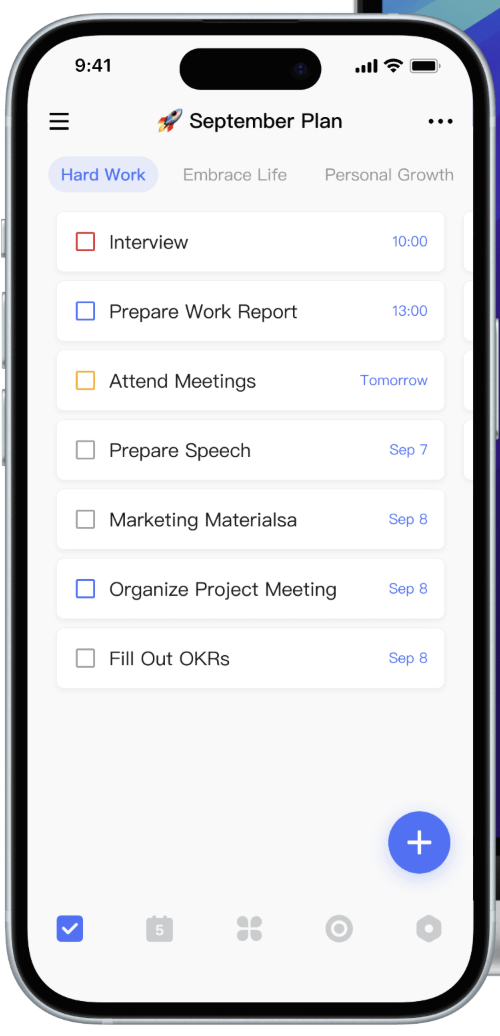 9:41
🚀 September Plan
Hard Work Embrace Life Personal Growth
Interview 10:00
Prepare Work Report 13:00
Attend Meetings Tomorrow
Prepare Speech Sep 7
Marketing Materialsa Sep 8
Organize Project Meeting Sep 8
Fill Out OKRs Sep 8
5